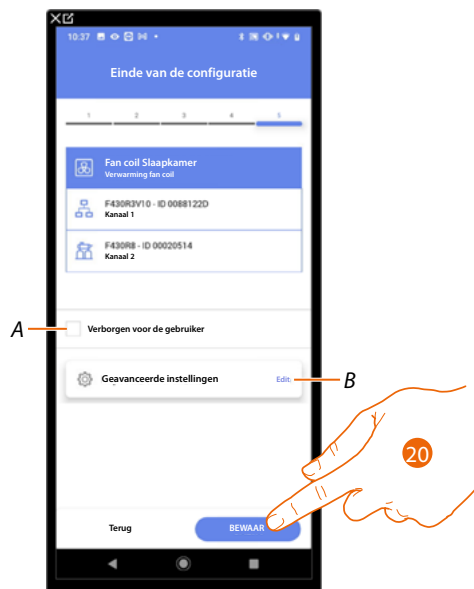 10:37
Einde van de configuratie
1 2 3 4 5
Fan coil Slaapkamer
Verwarming fan coil
F430R3V10 - ID 0088122D
Kanaal 1
F430R8 - ID 00020514
Kanaal 2
A
Verborgen voor de gebruiker
Geavanceerde instellingen
Edit:
B
20
Terug
BEWAAR